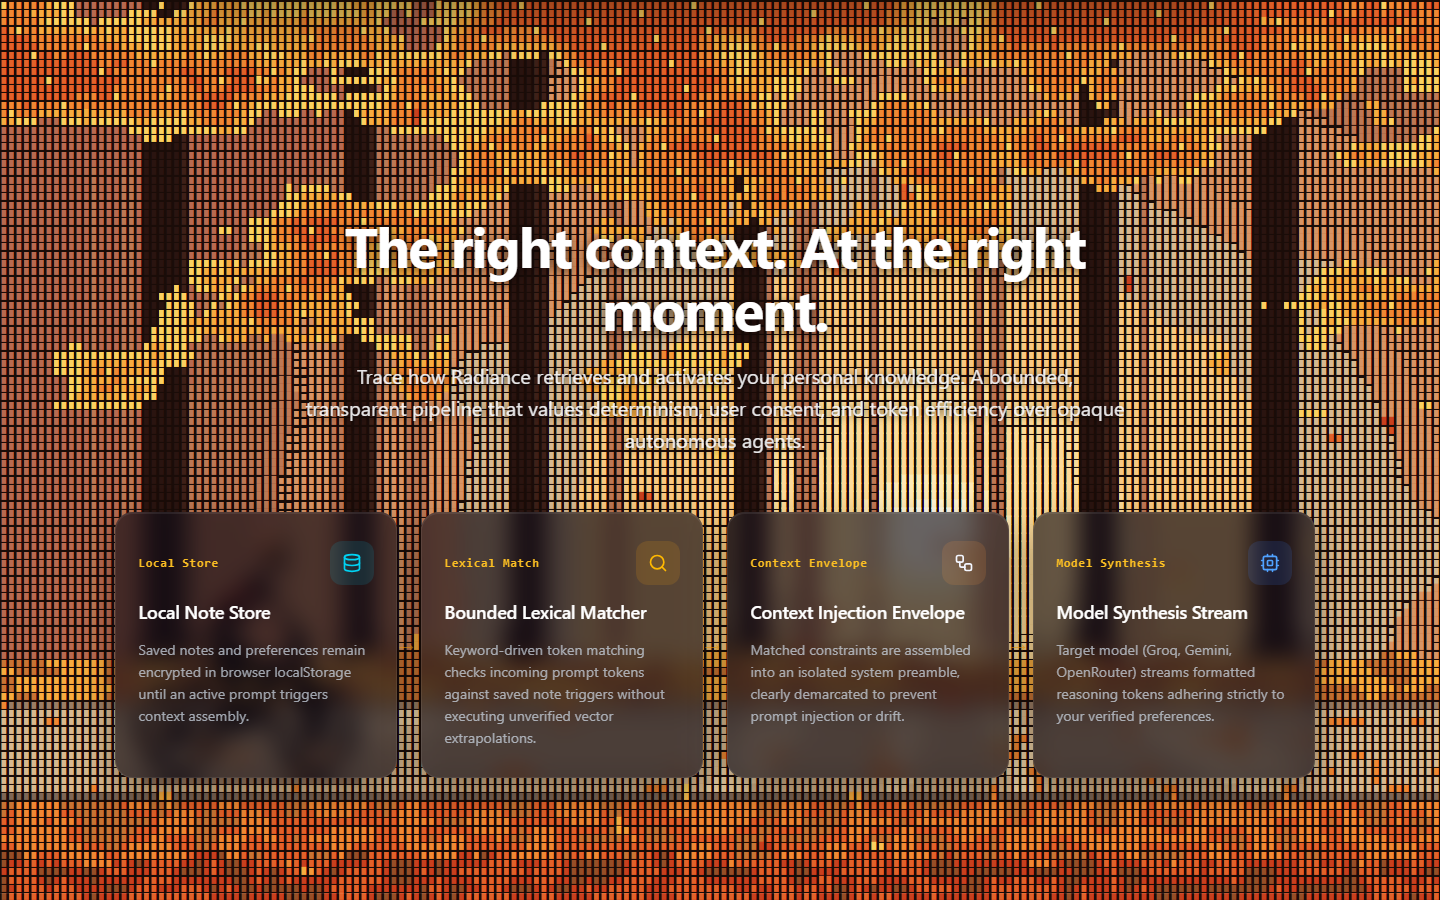 The right context. At the right
moment.
Trace how Radiance retrieves and activates your personal knowledge. A bounded,
transparent pipeline that values determinism, user consent, and token efficiency over opaque
autonomous agents.
Local Store
Local Note Store
Saved notes and preferences remain
encrypted in browser localStorage
until an active prompt triggers
context assembly.
Lexical Match
Bounded Lexical Matcher
Keyword-driven token matching
checks incoming prompt tokens
against saved note triggers without
executing unverified vector
extrapolations.
Context Envelope
Context Injection Envelope
Matched constraints are assembled
into an isolated system preamble,
clearly demarcated to prevent
prompt injection or drift.
Model Synthesis
Model Synthesis Stream
Target model (Groq, Gemini,
OpenRouter) streams formatted
reasoning tokens adhering strictly to
your verified preferences.